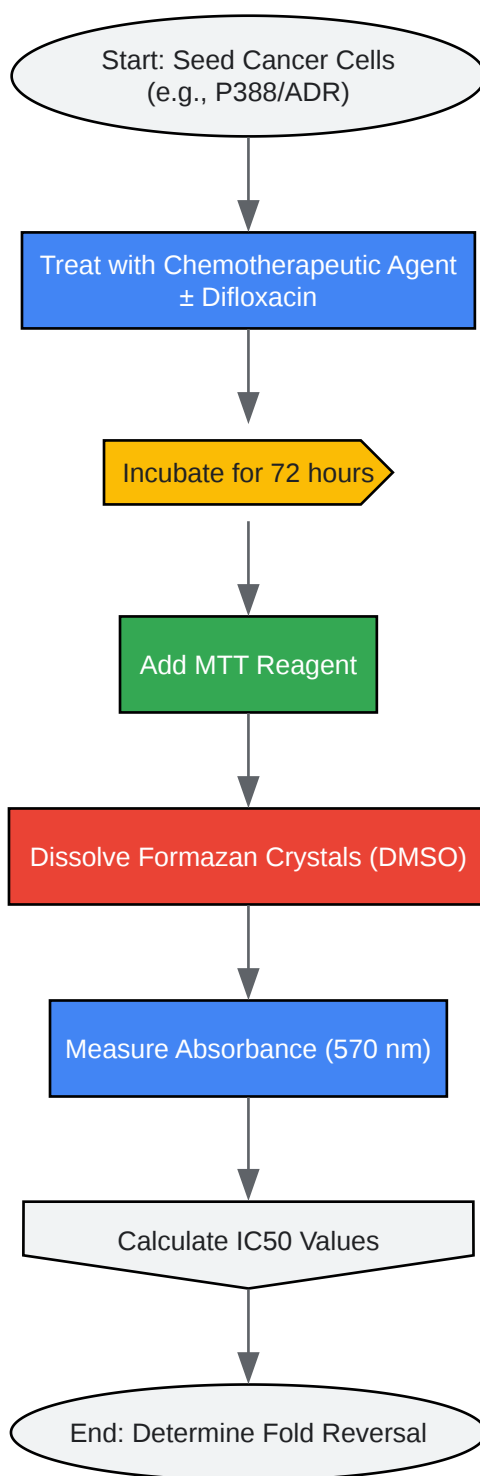 Start: Seed Cancer Cells
(e.g., P388/ADR)
Treat with Chemotherapeutic Agent
± Difloxacin
Incubate for 72 hours
Add MTT Reagent
Dissolve Formazan Crystals (DMSO)
Measure Absorbance (570 nm)
Calculate IC50 Values
End: Determine Fold Reversal